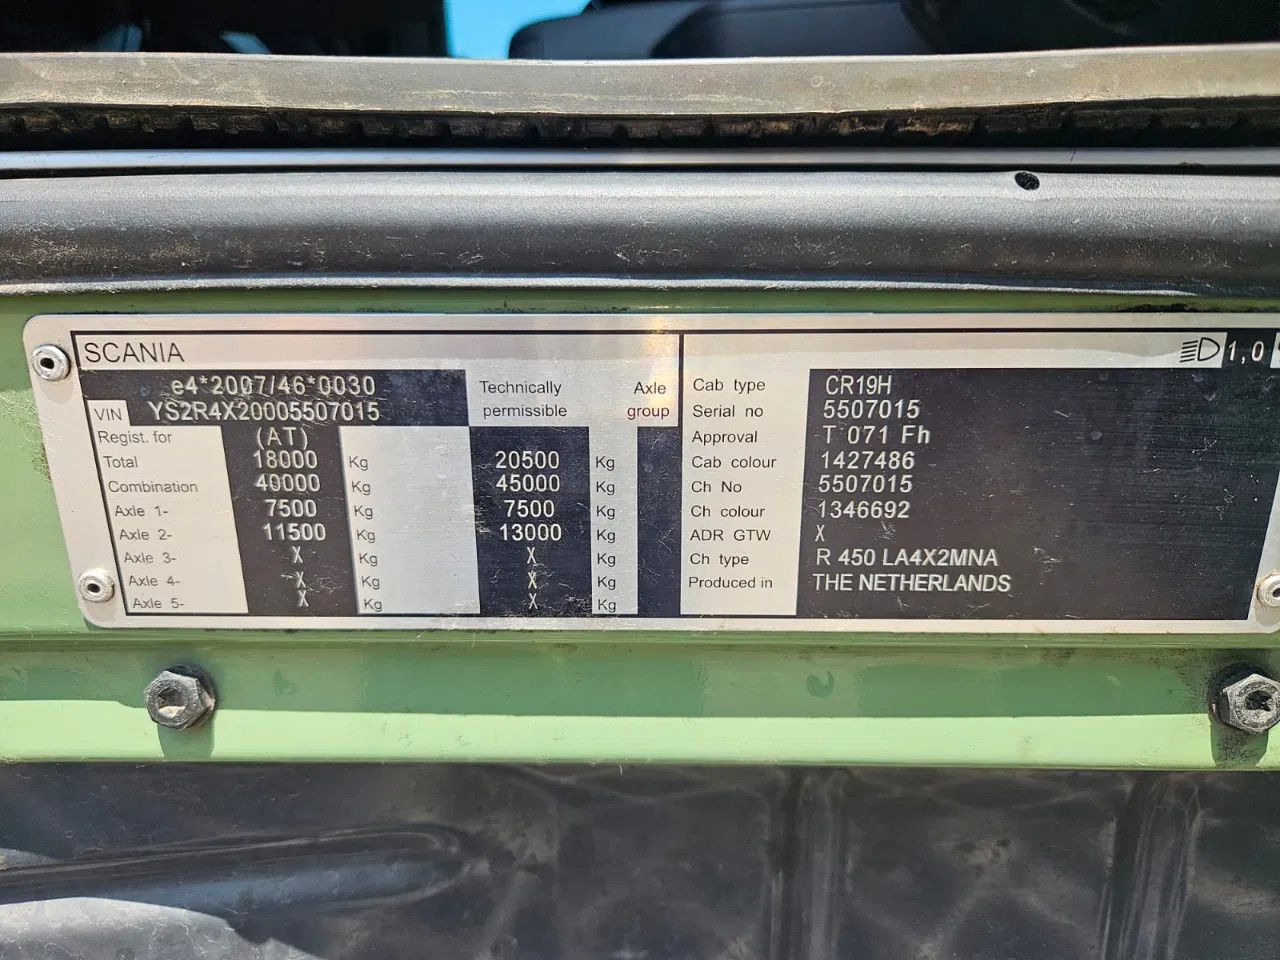 SCANIA
1,0
e4*2007/46*0030
VIN YS2R4X20005507015
Technically permissible
Axle group
Regist. for (AT)
Total 18000 Kg 20500 Kg
Combination 40000 Kg 45000 Kg
Axle 1- 7500 Kg 7500 Kg
Axle 2- 11500 Kg 13000 Kg
Axle 3- X Kg X Kg
Axle 4- X Kg X Kg
Axle 5- X Kg X Kg
Cab type CR19H
Serial no 5507015
Approval T 071 Fh
Cab colour 1427486
Ch No 5507015
Ch colour 1346692
ADR GTW X
Ch type R 450 LA4X2MNA
Produced in THE NETHERLANDS